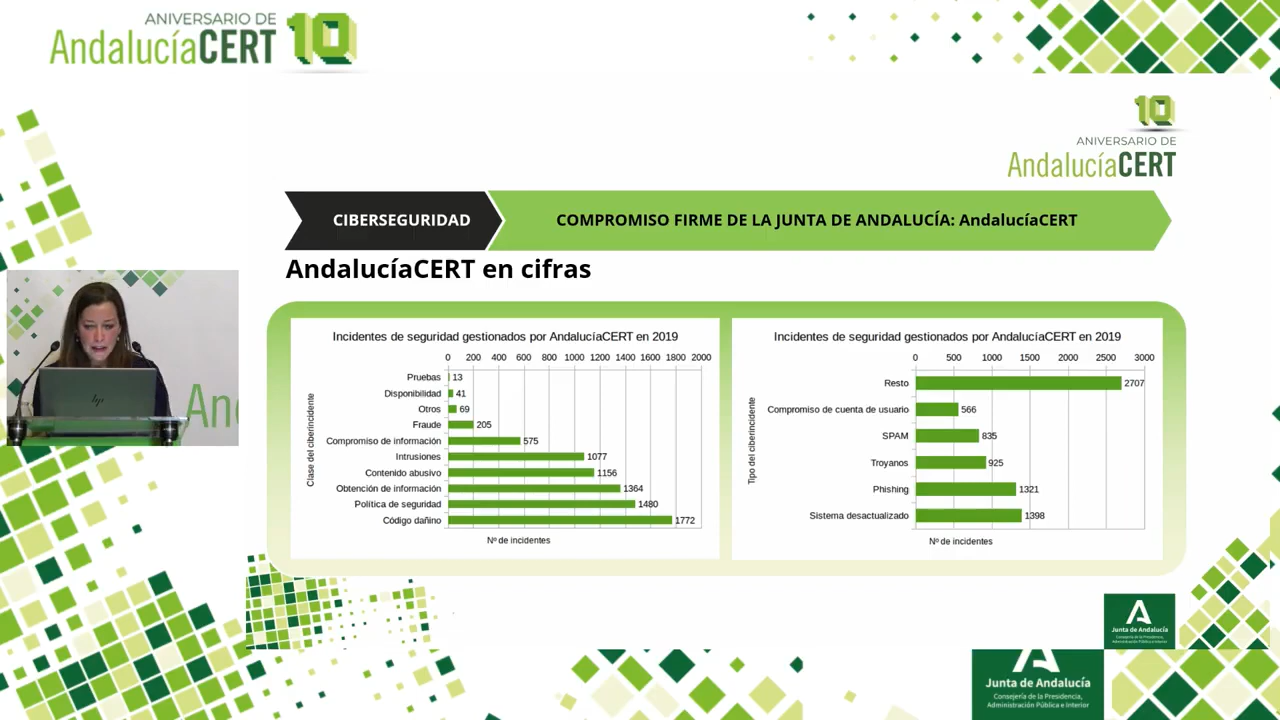 ANIVERSARIO DE
AndalucíaCERT 10
10
ANIVERSARIO DE
AndalucíaCERT
CIBERSEGURIDAD
COMPROMISO FIRME DE LA JUNTA DE ANDALUCÍA: AndalucíaCERT
AndalucíaCERT en cifras
Incidentes de seguridad gestionados por AndalucíaCERT en 2019
0 200 400 600 800 1000 1200 1400 1600 1800 2000
Clase del ciberincidente
Pruebas 13
Disponibilidad 41
Otros 69
Fraude 205
Compromiso de información 575
Intrusiones 1077
Contenido abusivo 1156
Obtención de información 1364
Política de seguridad 1480
Código dañino 1772
Nº de incidentes
Incidentes de seguridad gestionados por AndalucíaCERT en 2019
0 500 1000 1500 2000 2500 3000
Tipo del ciberincidente
Resto 2707
Compromiso de cuenta de usuario 566
SPAM 835
Troyanos 925
Phishing 1321
Sistema desactualizado 1398
Nº de incidentes
hp
An
Junta de Andalucía
Consejería de la Presidencia,
Administración Pública e Interior
Junta de Andalucía
Consejería de la Presidencia,
Administración Pública e Interior